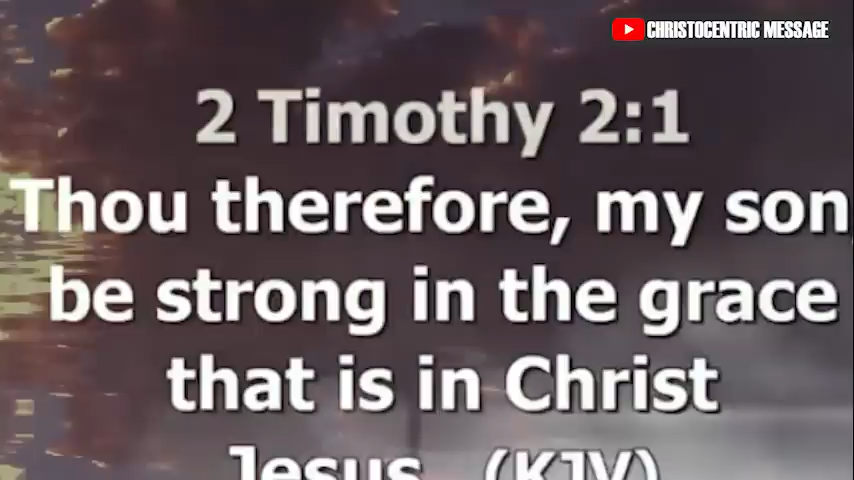 CHRISTOCENTRIC MESSAGE
2 Timothy 2:1
Thou therefore, my son,
be strong in the grace
that is in Christ
Jesus. (KJV)